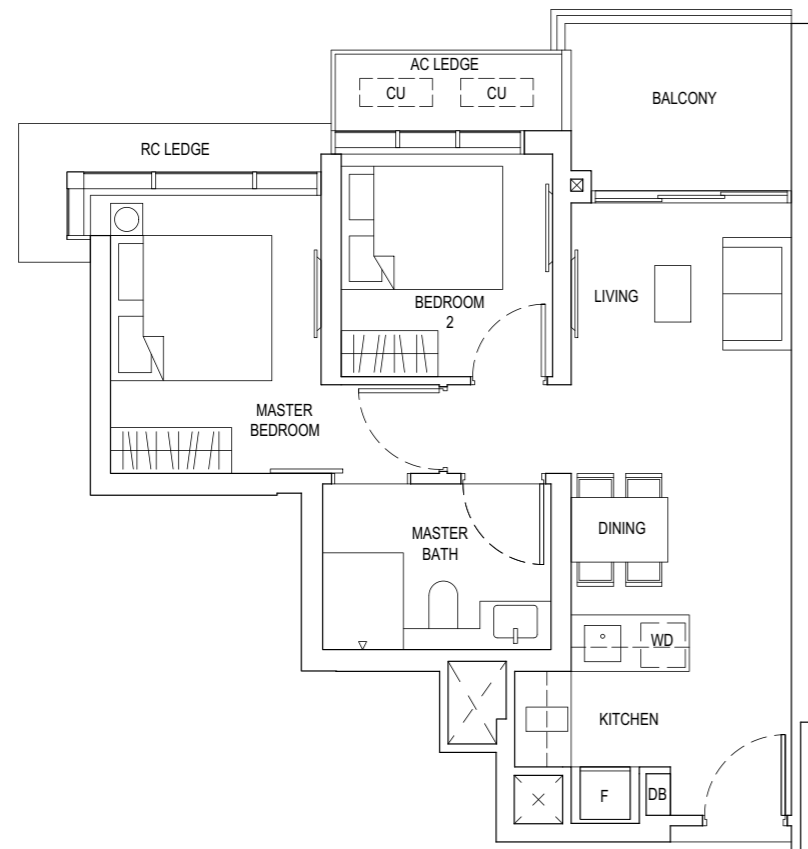 AC LEDGE
CU
CU
BALCONY
RC LEDGE
BEDROOM
2
LIVING
MASTER
BEDROOM
MASTER
BATH
DINING
WD
KITCHEN
F
DB